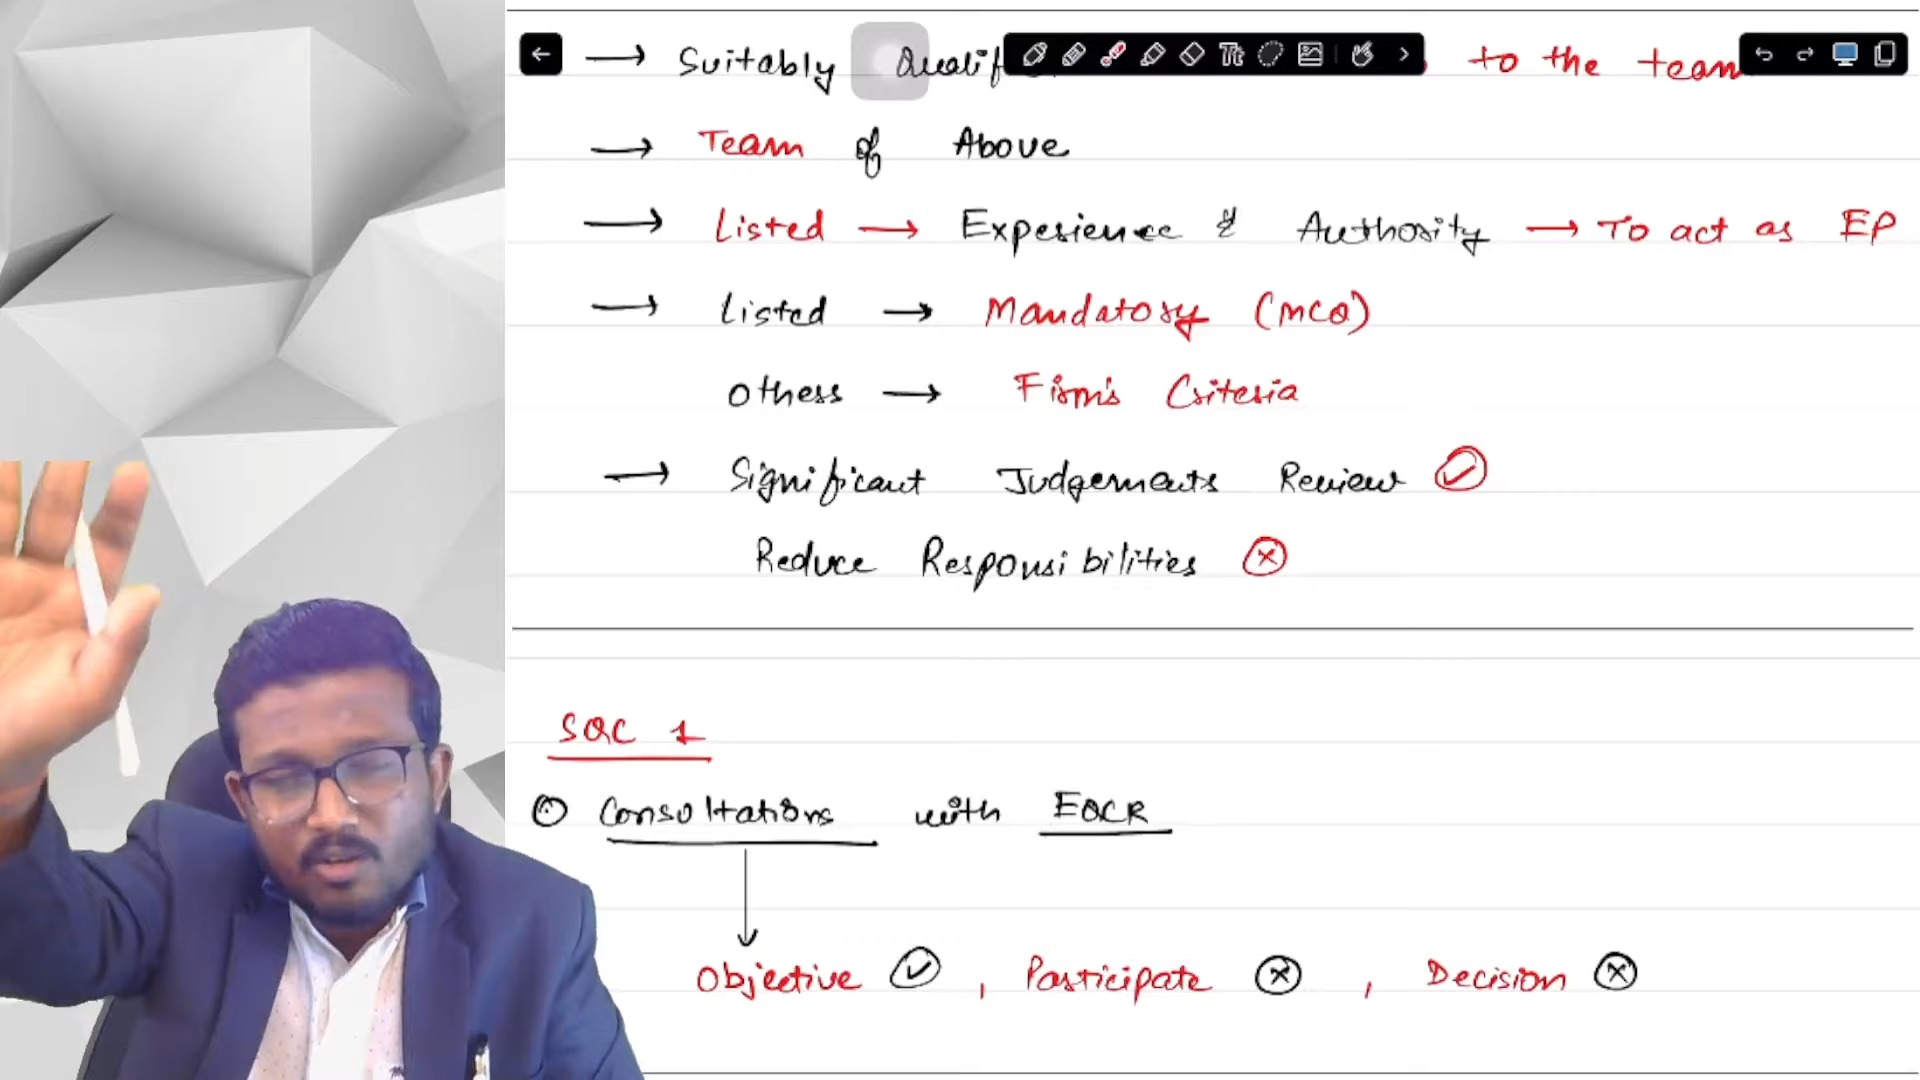 → Suitably Qualif to the team
→ Team of Above
→ Listed → Experience & Authority → To act as EP
→ Listed → Mandatory (MCQ)
Others → Firm's Criteria
→ Significant Judgements Review ✓
Reduce Responsibilities ✗
SQC 1
Consultations with EQCR
Objective ✓ , Participate ✗ , Decision ✗